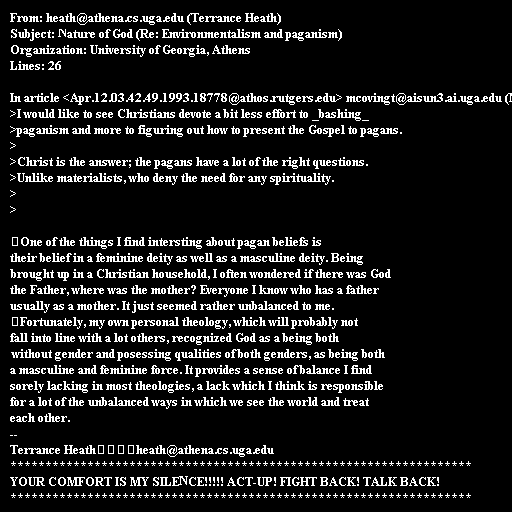 From: heath@athena.cs.uga.edu (Terrance Heath)
Subject: Nature of God (Re: Environmentalism and paganism)
Organization: University of Georgia, Athens
Lines: 26

In article <Apr.12.03.42.49.1993.18778@athos.rutgers.edu> mcovingt@aisun3.ai.uga.edu (
>I would like to see Christians devote a bit less effort to _bashing_
>paganism and more to figuring out how to present the Gospel to pagans.
>
>Christ is the answer; the pagans have a lot of the right questions.
>Unlike materialists, who deny the need for any spirituality.
>
>

One of the things I find intersting about pagan beliefs is
their belief in a feminine deity as well as a masculine deity. Being
brought up in a Christian household, I often wondered if there was God
the Father, where was the mother? Everyone I know who has a father
usually as a mother. It just seemed rather unbalanced to me.
Fortunately, my own personal theology, which will probably not
fall into line with a lot others, recognized God as a being both
without gender and posessing qualities of both genders, as being both
a masculine and feminine force. It provides a sense of balance I find
sorely lacking in most theologies, a lack which I think is responsible
for a lot of the unbalanced ways in which we see the world and treat
each other.
--
Terrance Heath heath@athena.cs.uga.edu
******************************************************************
YOUR COMFORT IS MY SILENCE!!!!! ACT-UP! FIGHT BACK! TALK BACK!
******************************************************************